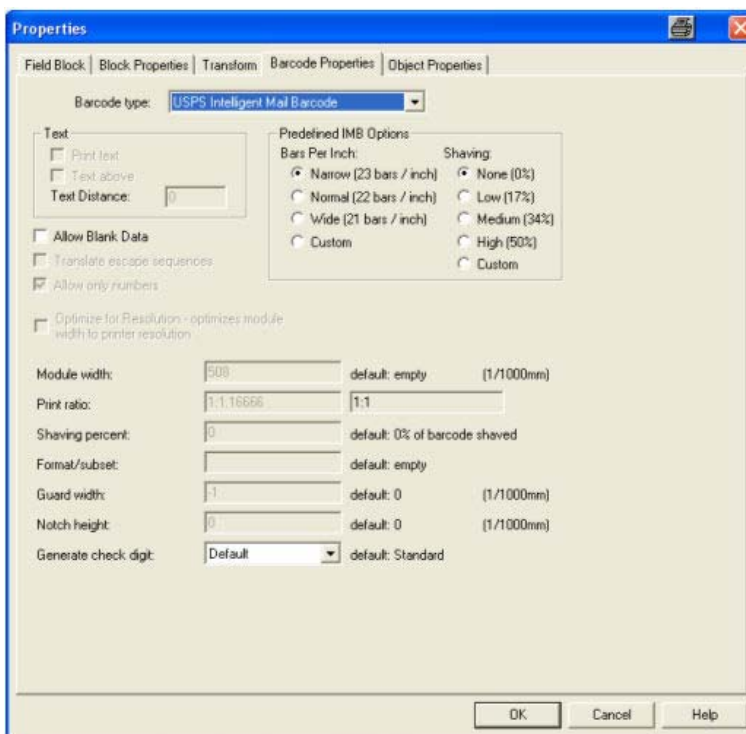 Properties
Field Block Block Properties Transform Barcode Properties Object Properties
Barcode type: USPS Intelligent Mail Barcode
Text
Print text
Text above
Text Distance: 0
Predefined IMB Options
Bars Per Inch: Shaving:
Narrow (23 bars / inch) None (0%)
Normal (22 bars / inch) Low (17%)
Wide (21 bars / inch) Medium (34%)
Custom High (50%)
Custom
Allow Blank Data
Translate escape sequences
Allow only numbers
Optimize for Resolution - optimizes module
width to printer resolution
Module width: 508 default: empty (1/1000mm)
Print ratio: 1:1.16666 1:1
Shaving percent: 0 default: 0% of barcode shaved
Format/subset: default: empty
Guard width: -1 default: 0 (1/1000mm)
Notch height: 0 default: 0 (1/1000mm)
Generate check digit: Default default: Standard
OK Cancel Help